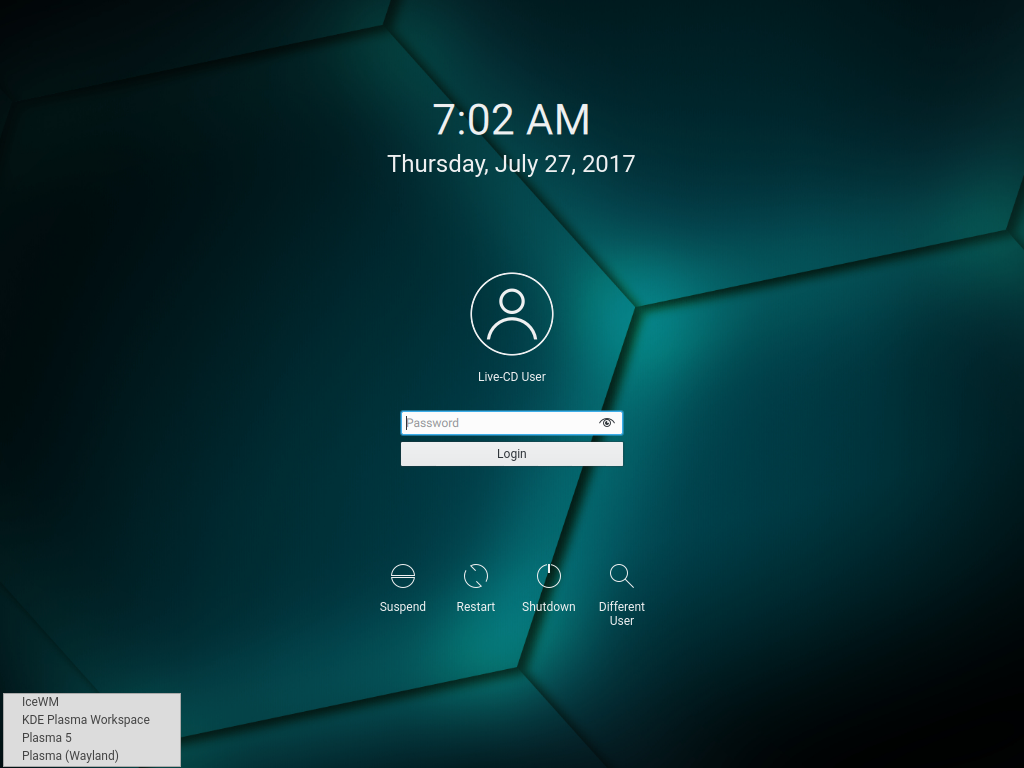 7:02 AM
Thursday, July 27, 2017
Live-CD User
Password
Login
Suspend
Restart
Shutdown
Different
User
IceWM
KDE Plasma Workspace
Plasma 5
Plasma (Wayland)